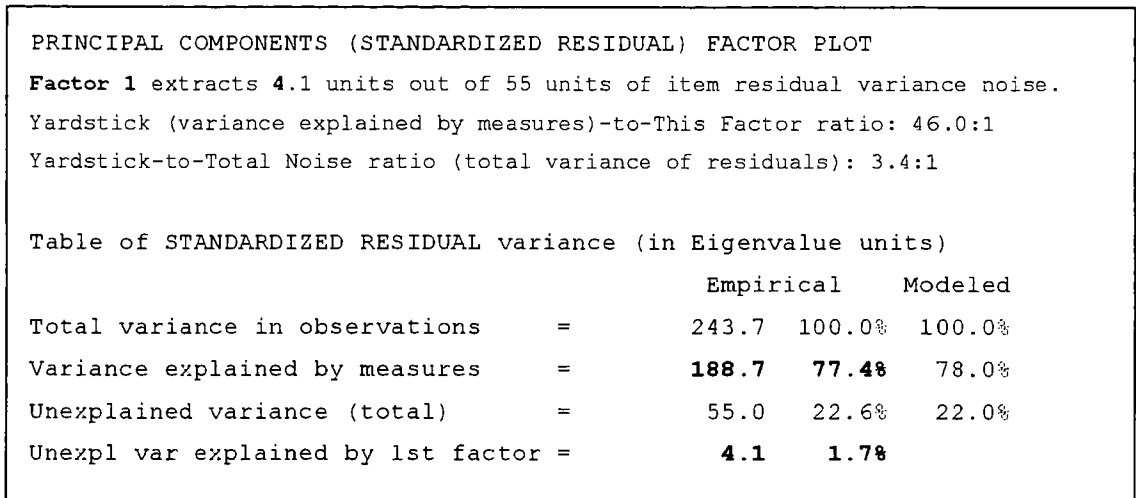 PRINCIPAL COMPONENTS (STANDARDIZED RESIDUAL) FACTOR PLOT
Factor 1 extracts 4.1 units out of 55 units of item residual variance noise.
Yardstick (variance explained by measures)-to-This Factor ratio: 46.0:1
Yardstick-to-Total Noise ratio (total variance of residuals): 3.4:1
Table of STANDARDIZED RESIDUAL variance (in Eigenvalue units)
Empirical Modeled
Total variance in observations = 243.7 100.0% 100.0%
Variance explained by measures = 188.7 77.4% 78.0%
Unexplained variance (total) = 55.0 22.6% 22.0%
Unexpl var explained by 1st factor = 4.1 1.7%